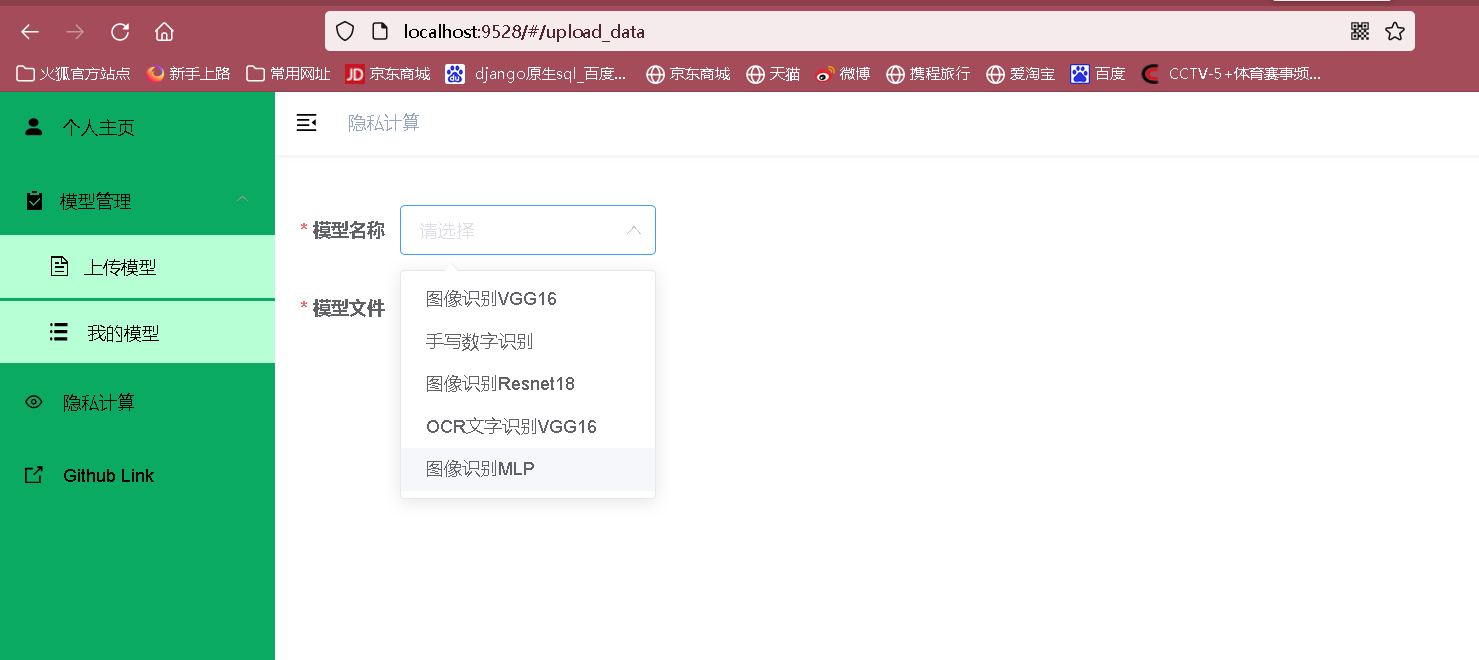 localhost:9528/#/upload_data
火狐官方站点 新手上路 常用网址 JD 京东商城 django原生sql_百度... 京东商城 天猫 微博 携程旅行 爱淘宝 百度 CCTV-5+体育赛事频...
个人主页
隐私计算
模型管理
上传模型
我的模型
隐私计算
Github Link
* 模型名称 请选择
* 模型文件
图像识别VGG16
手写数字识别
图像识别Resnet18
OCR文字识别VGG16
图像识别MLP